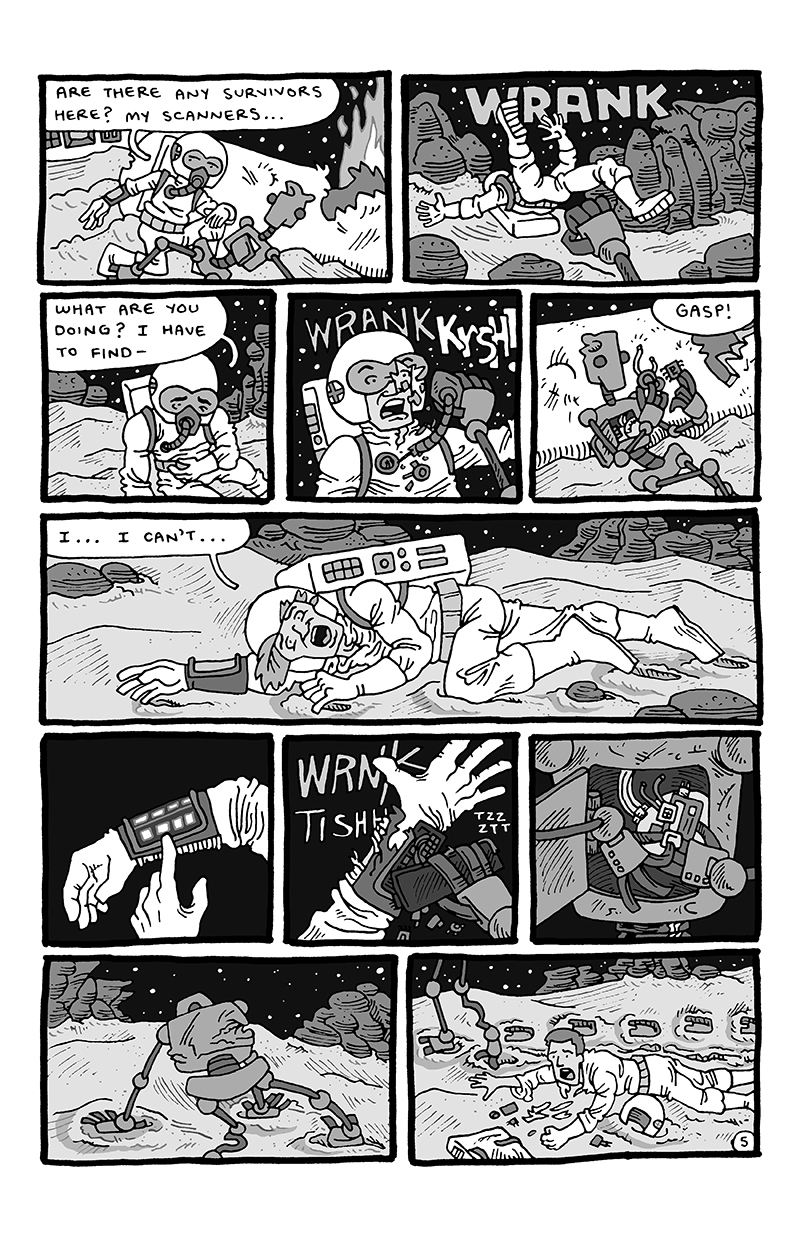 ARE THERE ANY SURVIVORS
HERE? MY SCANNERS...
WRANK
WHAT ARE YOU
DOING? I HAVE
TO FIND—
WRANK
KYSH
GASP!
I... I CAN'T...
WRNK
TISHH
TZZ
ZTT
5